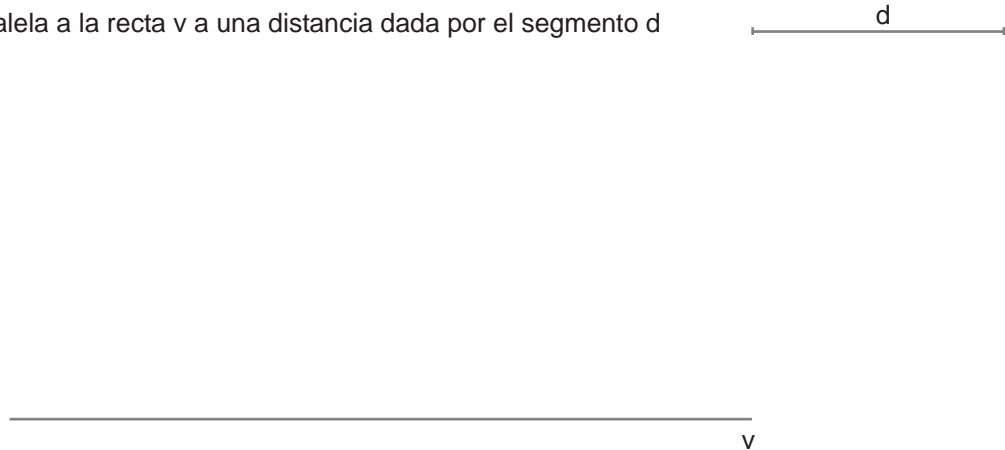 alela a la recta v a una distancia dada por el segmento d
d
v